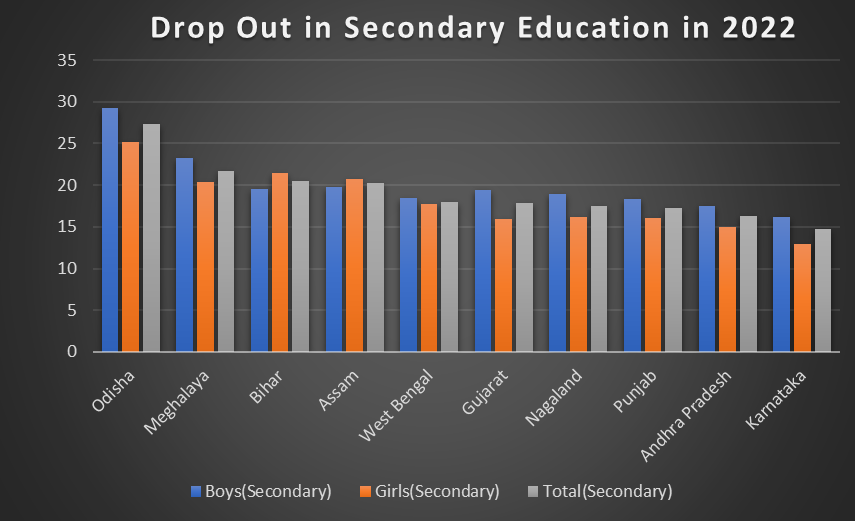 Drop Out in Secondary Education in 2022
35
30
25
20
15
10
5
0
Odisha
Meghalaya
Bihar
Assam
West Bengal
Gujarat
Nagaland
Punjab
Andhra Pradesh
Karnataka
Boys(Secondary)
Girls(Secondary)
Total(Secondary)